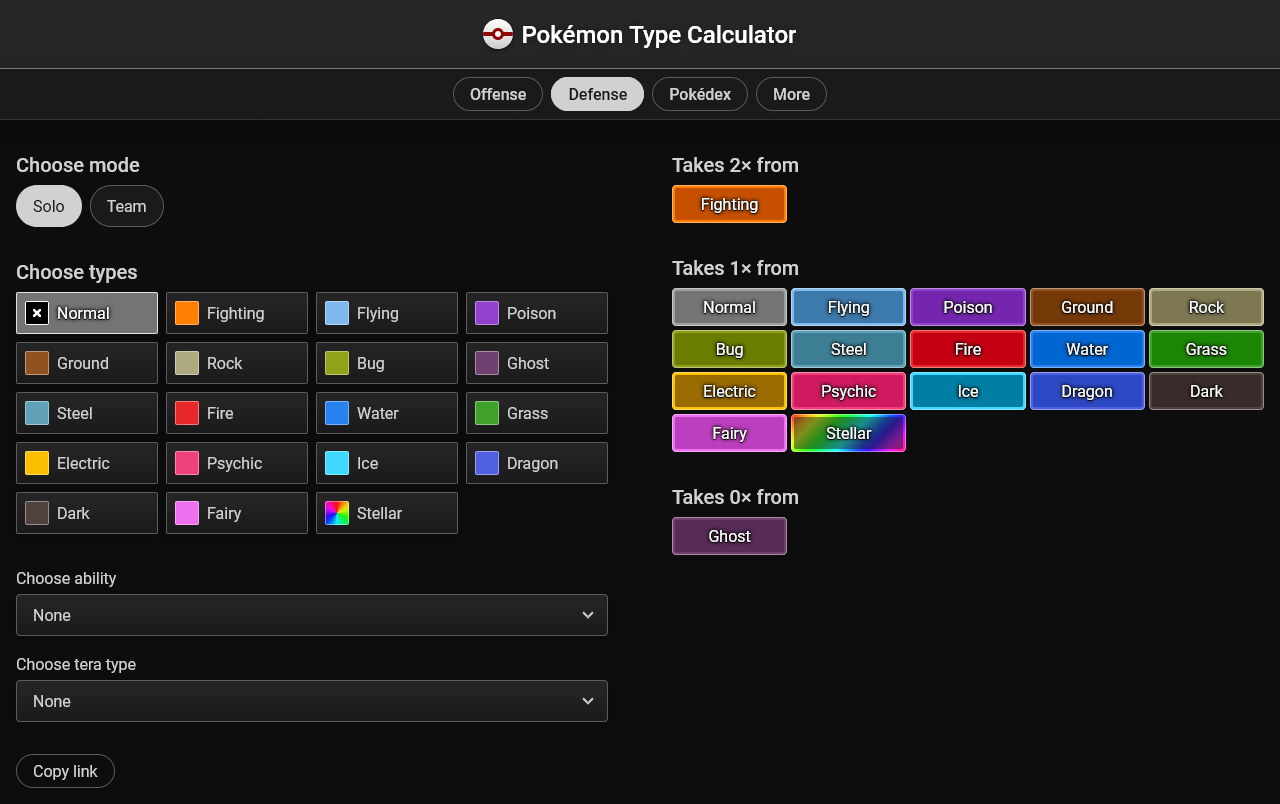 Pokémon Type Calculator
Offense Defense Pokédex More
Choose mode
Solo Team
Choose types
Normal Fighting Flying Poison
Ground Rock Bug Ghost
Steel Fire Water Grass
Electric Psychic Ice Dragon
Dark Fairy Stellar
Choose ability
None
Choose tera type
None
Copy link
Takes 2× from
Fighting
Takes 1× from
Normal Flying Poison Ground Rock
Bug Steel Fire Water Grass
Electric Psychic Ice Dragon Dark
Fairy Stellar
Takes 0× from
Ghost